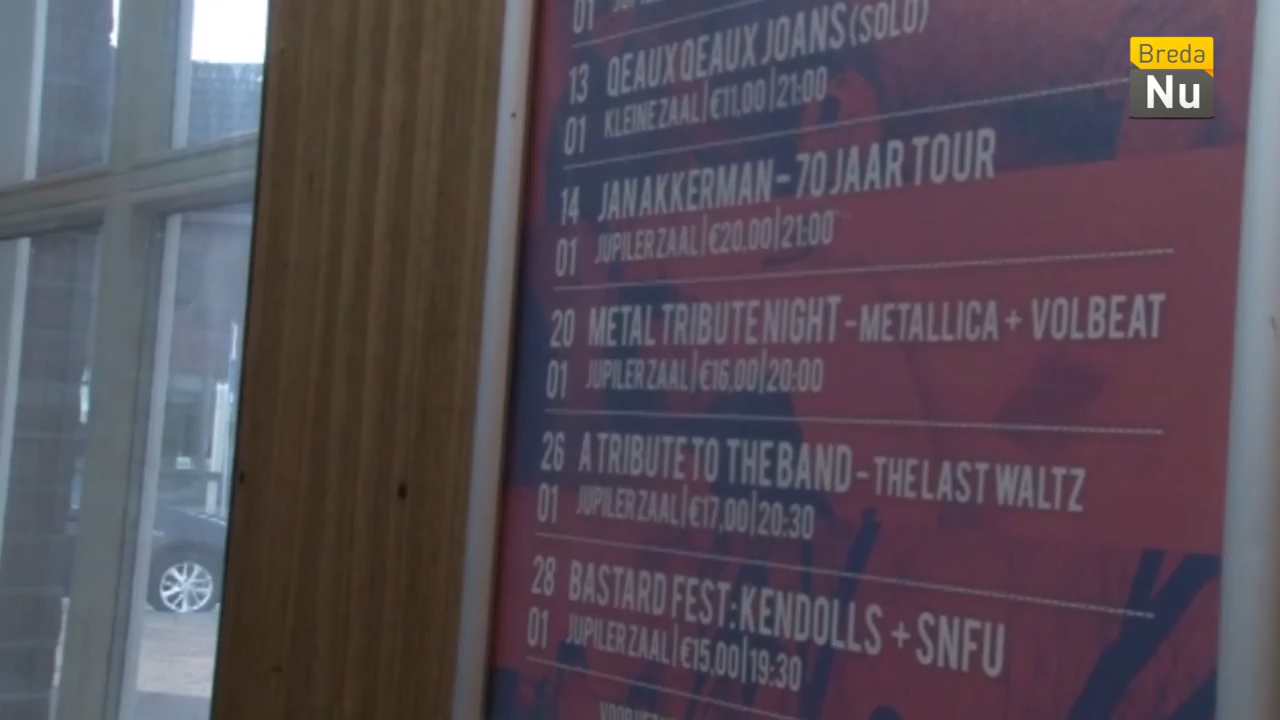 01
13 QEAUX QEAUX JOANS (SOLO)
01 KLEINE ZAAL | €11,00 | 21:00
14 JAN AKKERMAN - 70 JAAR TOUR
01 JUPILER ZAAL | €20,00 | 21:00
20 METAL TRIBUTE NIGHT - METALLICA + VOLBEAT
01 JUPILER ZAAL | €16,00 | 20:00
26 A TRIBUTE TO THE BAND - THE LAST WALTZ
01 JUPILER ZAAL | €17,00 | 20:30
28 BASTARD FEST: KENDOLLS + SNFU
01 JUPILER ZAAL | €15,00 | 19:30
Breda
Nu